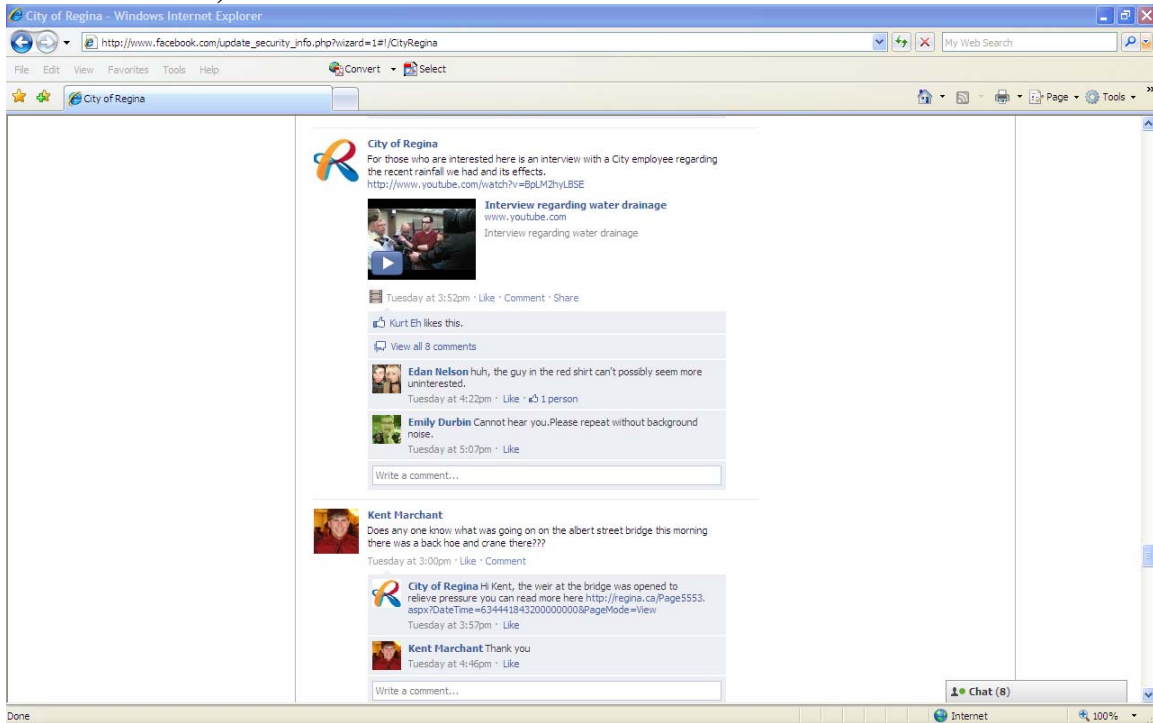 City of Regina - Windows Internet Explorer
http://www.facebook.com/update_security_info.php?wizard=1#!/CityRegina
My Web Search
File Edit View Favorites Tools Help
Convert Select
City of Regina
Page Tools
City of Regina
For those who are interested here is an interview with a City employee regarding
the recent rainfall we had and its effects.
http://www.youtube.com/watch?v=BpLM2hyLBSE
Interview regarding water drainage
www.youtube.com
Interview regarding water drainage
Tuesday at 3:52pm · Like · Comment · Share
Kurt Eh likes this.
View all 8 comments
Edan Nelson huh, the guy in the red shirt can't possibly seem more
uninterested.
Tuesday at 4:22pm · Like · 1 person
Emily Durbin Cannot hear you.Please repeat without background
noise.
Tuesday at 5:07pm · Like
Write a comment...
Kent Marchant
Does any one know what was going on on the albert street bridge this morning
there was a back hoe and crane there???
Tuesday at 3:00pm · Like · Comment
City of Regina Hi Kent, the weir at the bridge was opened to
relieve pressure you can read more here http://regina.ca/Page5553.
aspx?DateTime=634441843200000000&PageMode=View
Tuesday at 3:57pm · Like
Kent Marchant Thank you
Tuesday at 4:46pm · Like
Write a comment...
Chat (8)
Done
Internet
100%